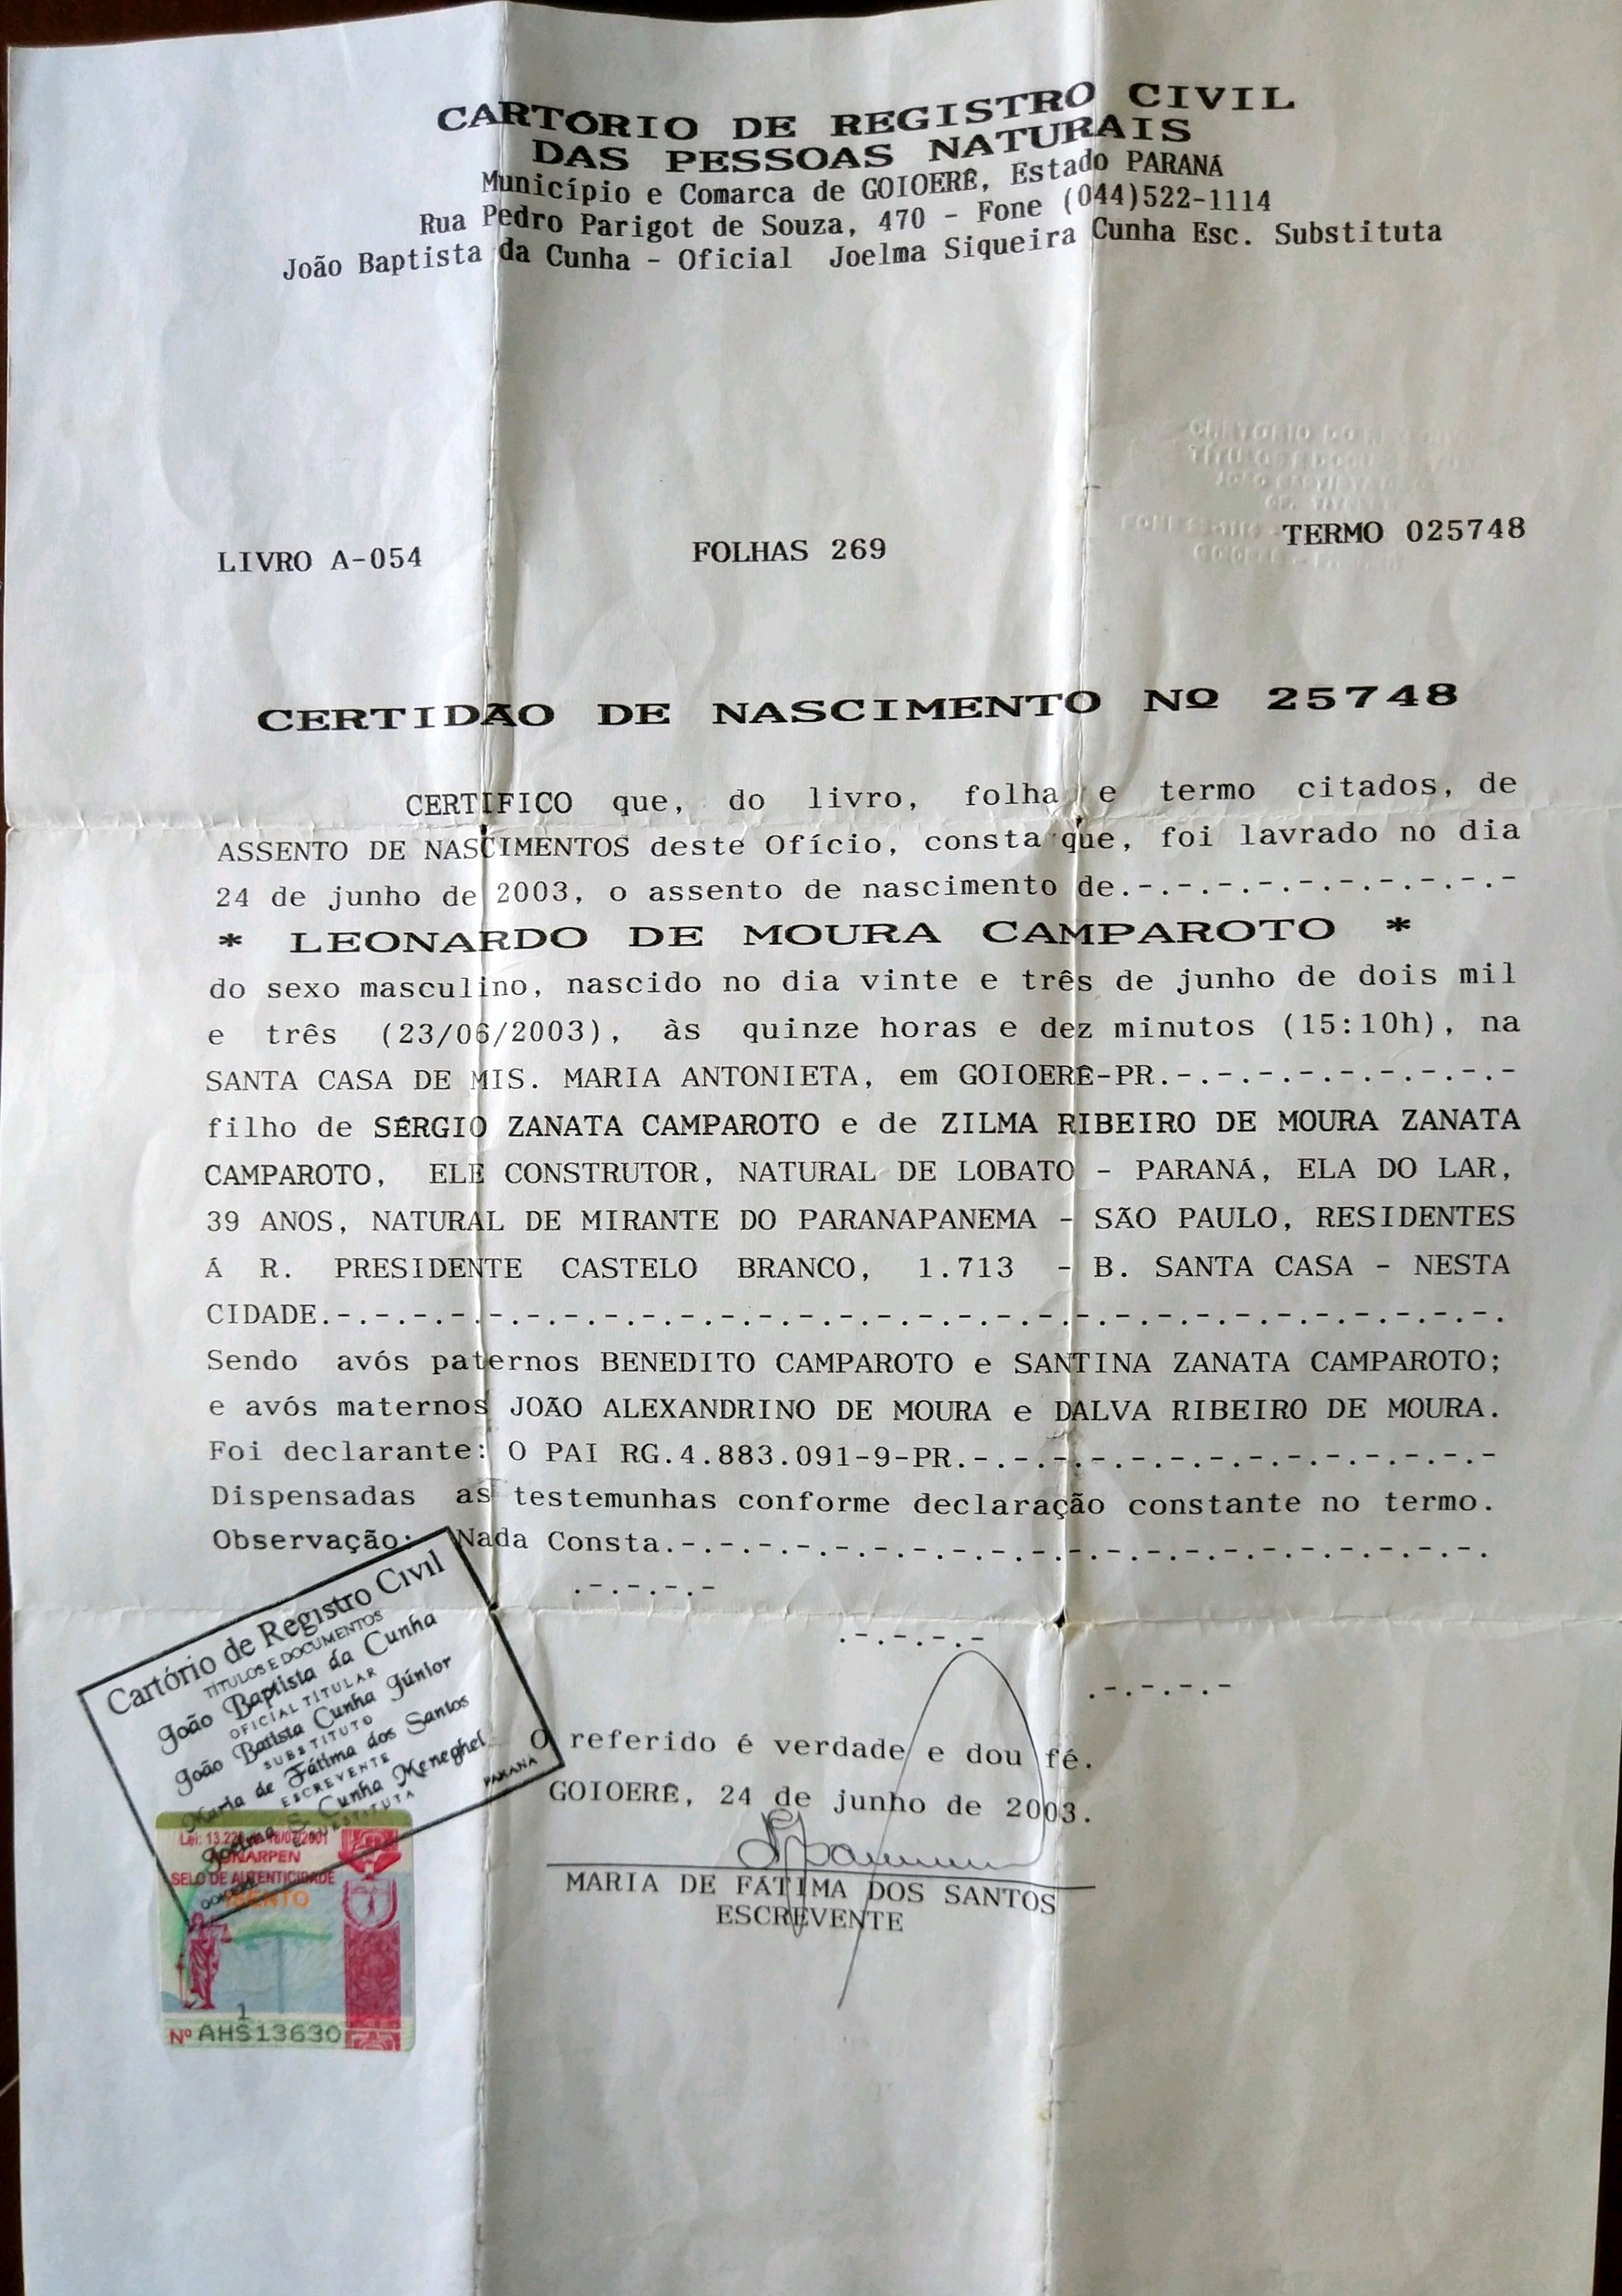 CARTÓRIO DE REGISTRO CIVIL
DAS PESSOAS NATURAIS
Município e Comarca de GOIOERÊ, Estado PARANÁ
Rua Pedro Parigot de Souza, 470 - Fone (044)522-1114
João Baptista da Cunha - Oficial Joelma Siqueira Cunha Esc. Substituta
LIVRO A-054 FOLHAS 269 TERMO 025748
CERTIDÃO DE NASCIMENTO Nº 25748
CERTIFICO que, do livro, folha e termo citados, de
ASSENTO DE NASCIMENTOS deste Ofício, consta que, foi lavrado no dia
24 de junho de 2003, o assento de nascimento de.-.-.-.-.-.-.-.-.-.-
* LEONARDO DE MOURA CAMPAROTO *
do sexo masculino, nascido no dia vinte e três de junho de dois mil
e três (23/06/2003), às quinze horas e dez minutos (15:10h), na
SANTA CASA DE MIS. MARIA ANTONIETA, em GOIOERÊ-PR.-.-.-.-.-.-.-.-.-
filho de SÉRGIO ZANATA CAMPAROTO e de ZILMA RIBEIRO DE MOURA ZANATA
CAMPAROTO, ELE CONSTRUTOR, NATURAL DE LOBATO - PARANÁ, ELA DO LAR,
39 ANOS, NATURAL DE MIRANTE DO PARANAPANEMA - SÃO PAULO, RESIDENTES
Á R. PRESIDENTE CASTELO BRANCO, 1.713 - B. SANTA CASA - NESTA
CIDADE.-.-.-.-.-.-.-.-.-.-.-.-.-.-.-.-.-.-.-.-.-.-.-.-.-.-.-.-.-.
Sendo avós paternos BENEDITO CAMPAROTO e SANTINA ZANATA CAMPAROTO;
e avós maternos JOÃO ALEXANDRINO DE MOURA e DALVA RIBEIRO DE MOURA.
Foi declarante: O PAI RG.4.883.091-9-PR.-.-.-.-.-.-.-.-.-.-.-.-.-.-
Dispensadas as testemunhas conforme declaração constante no termo.
Observação: Nada Consta.-.-.-.-.-.-.-.-.-.-.-.-.-.-.-.-.-.-.-.-.-.
.-.-.-.-
.-.-.-.-
.-.-.-.-
O referido é verdade e dou fé.
GOIOERÊ, 24 de junho de 2003.
MARIA DE FÁTIMA DOS SANTOS
ESCREVENTE
Cartório de Registro Civil
TÍTULOS E DOCUMENTOS
João Baptista da Cunha
OFICIAL TITULAR
João Batista Cunha Júnior
SUBSTITUTO
Maria de Fátima dos Santos
ESCREVENTE
Joelma S. Cunha Meneghel
SUBSTITUTA
PARANÁ
FUNARPEN
SELO DE AUTENTICIDADE
ISENTO
1
Nº AHS13630